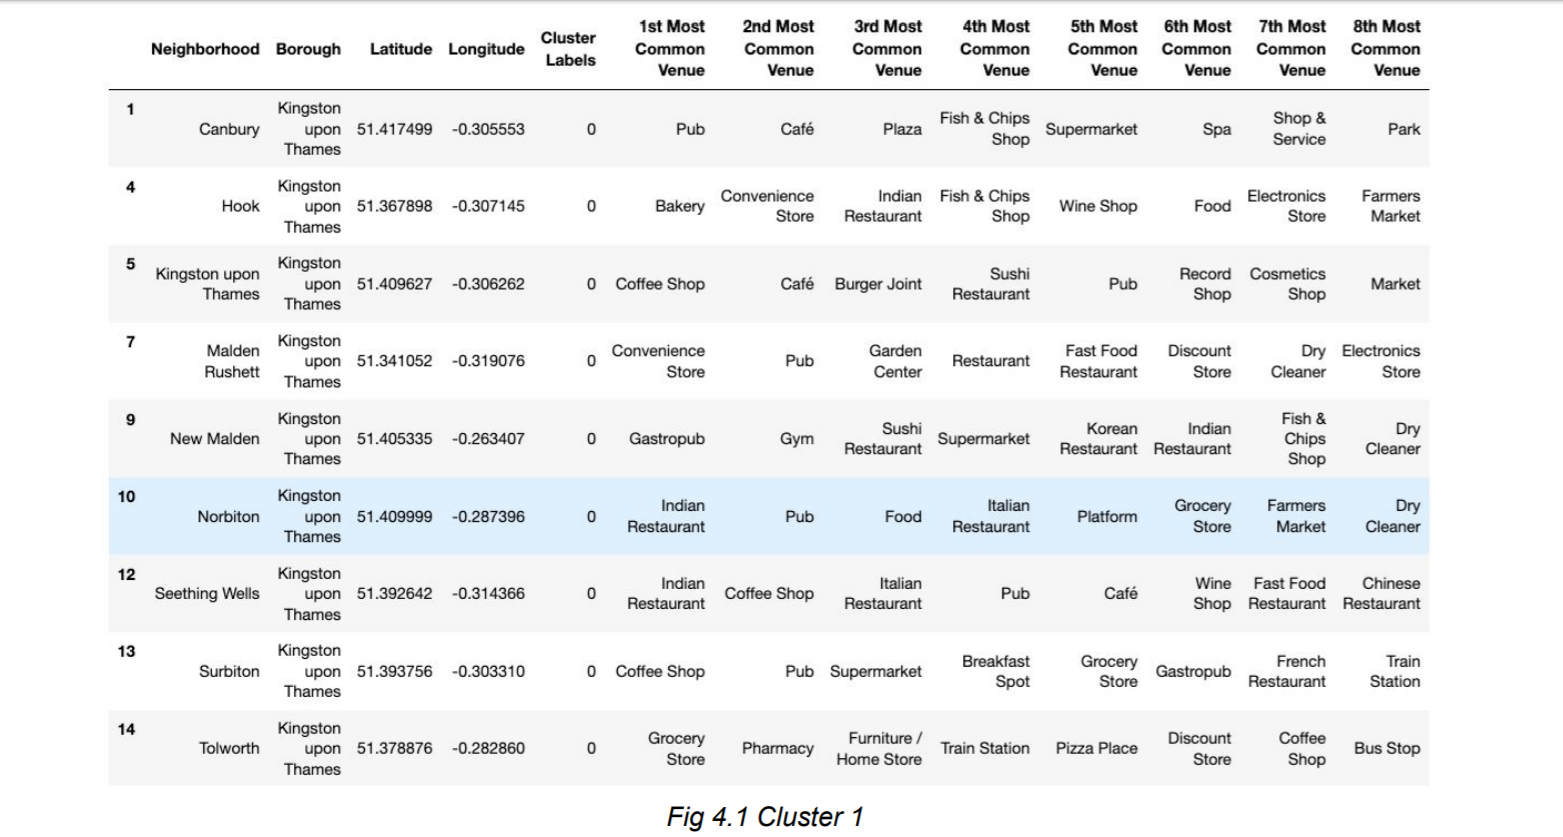 Neighborhood Borough Latitude Longitude Cluster Labels 1st Most Common Venue 2nd Most Common Venue 3rd Most Common Venue 4th Most Common Venue 5th Most Common Venue 6th Most Common Venue 7th Most Common Venue 8th Most Common Venue
1 Canbury Kingston upon Thames 51.417499 -0.305553 0 Pub Café Plaza Fish & Chips Shop Supermarket Spa Shop & Service Park
4 Hook Kingston upon Thames 51.367898 -0.307145 0 Bakery Convenience Store Indian Restaurant Fish & Chips Shop Wine Shop Food Electronics Store Farmers Market
5 Kingston upon Thames Kingston upon Thames 51.409627 -0.306262 0 Coffee Shop Café Burger Joint Sushi Restaurant Pub Record Shop Cosmetics Shop Market
7 Malden Rushett Kingston upon Thames 51.341052 -0.319076 0 Convenience Store Pub Garden Center Restaurant Fast Food Restaurant Discount Store Dry Cleaner Electronics Store
9 New Malden Kingston upon Thames 51.405335 -0.263407 0 Gastropub Gym Sushi Restaurant Supermarket Korean Restaurant Indian Restaurant Fish & Chips Shop Dry Cleaner
10 Norbiton Kingston upon Thames 51.409999 -0.287396 0 Indian Restaurant Pub Food Italian Restaurant Platform Grocery Store Farmers Market Dry Cleaner
12 Seething Wells Kingston upon Thames 51.392642 -0.314366 0 Indian Restaurant Coffee Shop Italian Restaurant Pub Café Wine Shop Fast Food Restaurant Chinese Restaurant
13 Surbiton Kingston upon Thames 51.393756 -0.303310 0 Coffee Shop Pub Supermarket Breakfast Spot Grocery Store Gastropub French Restaurant Train Station
14 Tolworth Kingston upon Thames 51.378876 -0.282860 0 Grocery Store Pharmacy Furniture / Home Store Train Station Pizza Place Discount Store Coffee Shop Bus Stop
Fig 4.1 Cluster 1